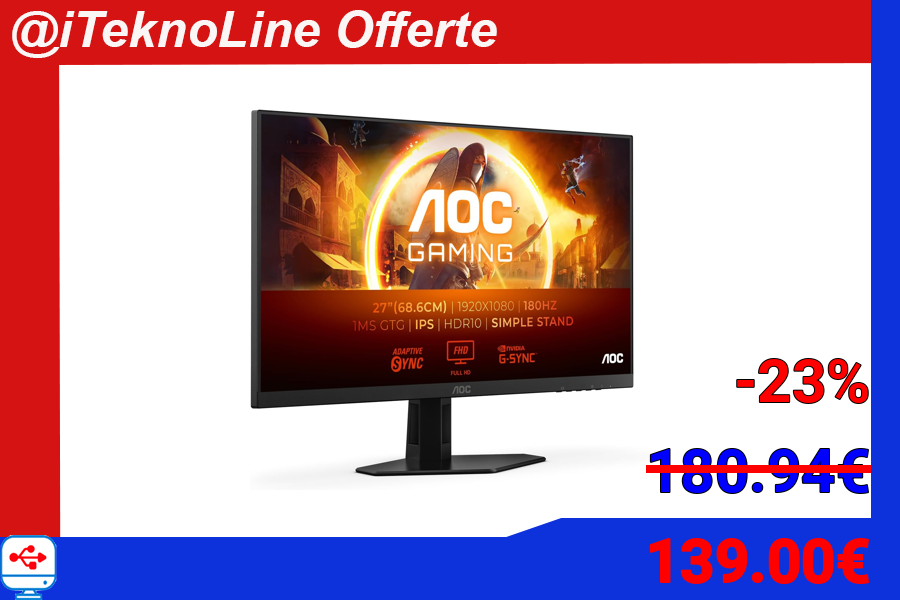 @iTeknoLine Offerte
AOC
GAMING
27"(68.6CM) | 1920X1080 | 180HZ
1MS GTG | IPS | HDR10 | SIMPLE STAND
ADAPTIVE
SYNC
FHD
FULL HD
NVIDIA
G-SYNC
AOC
AOC
-23%
180.94€
139.00€